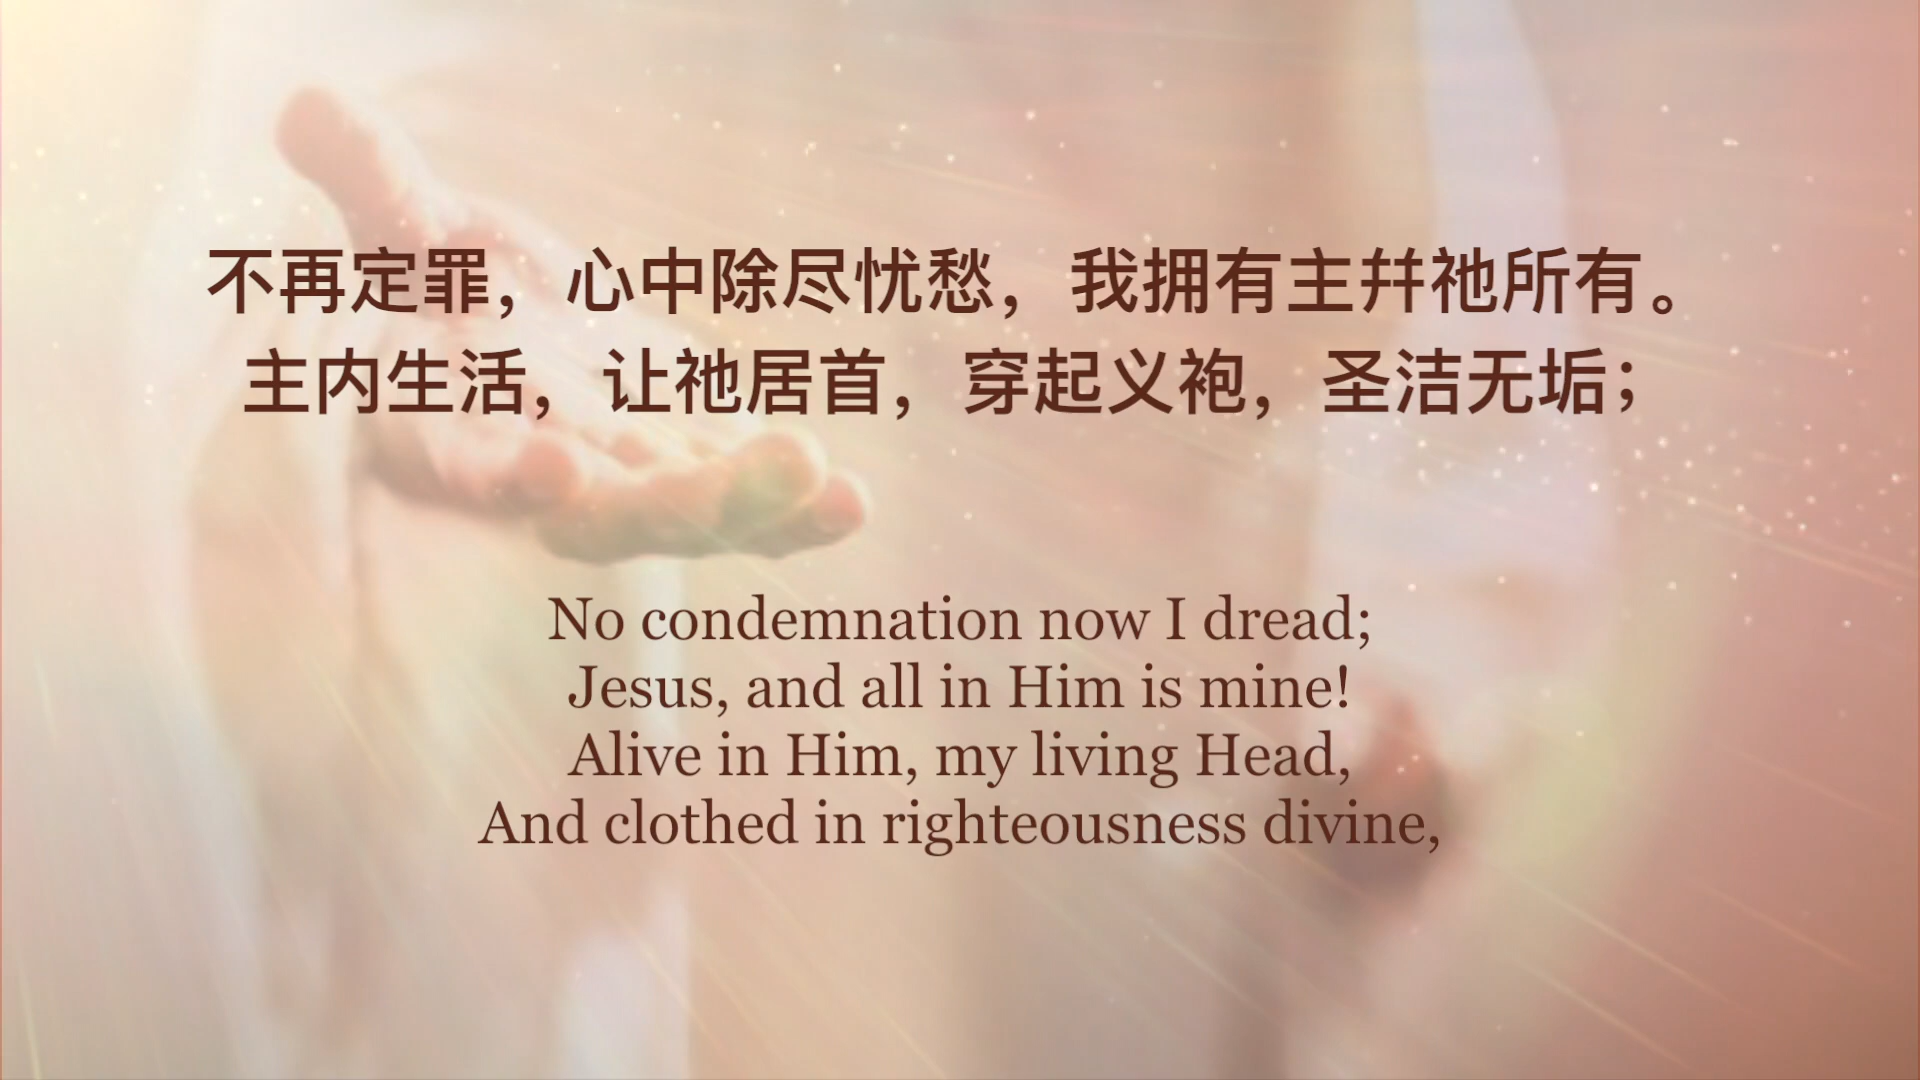 不再定罪，心中除尽忧愁，我拥有主幷祂所有。
主内生活，让祂居首，穿起义袍，圣洁无垢；
No condemnation now I dread;
Jesus, and all in Him is mine!
Alive in Him, my living Head,
And clothed in righteousness divine,